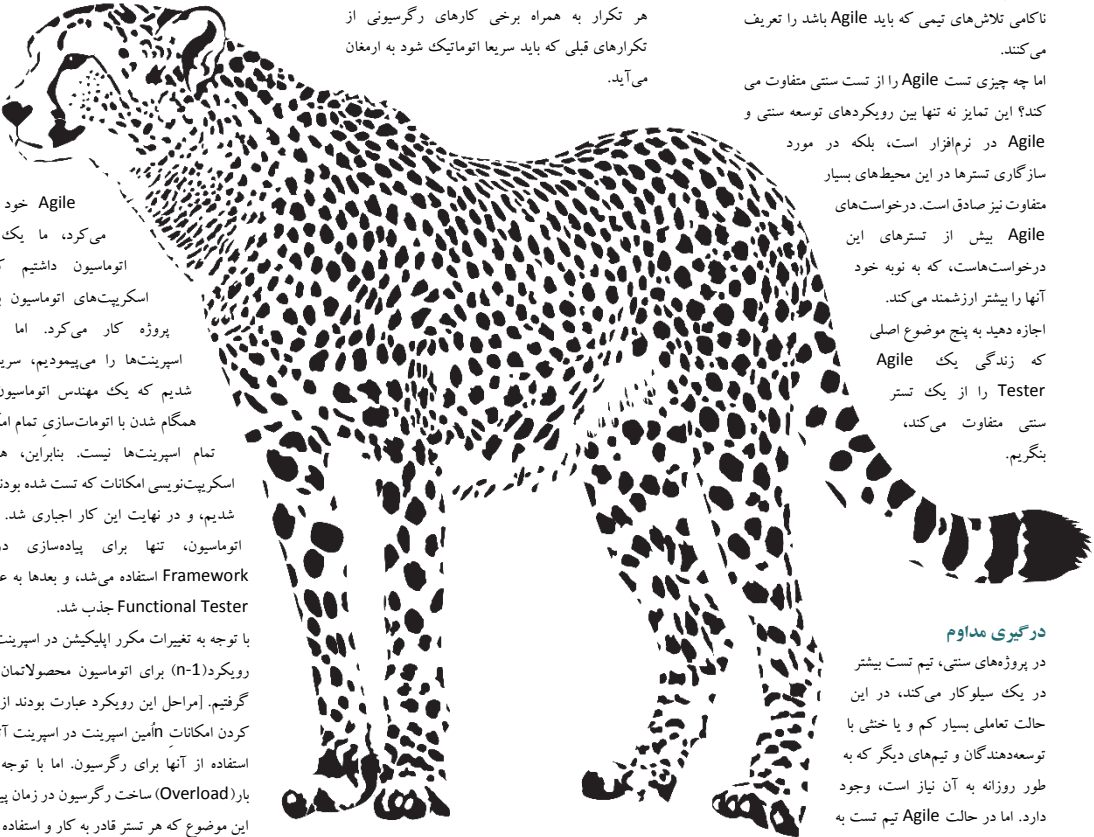 ناکامی تلاش‌های تیمی که باید Agile باشد را تعریف
می‌کنند.
اما چه چیزی تست Agile را از تست سنتی متفاوت می
کند؟ این تمایز نه تنها بین رویکردهای توسعه سنتی و
Agile در نرم‌افزار است، بلکه در مورد
سازگاری تسترها در این محیط‌های بسیار
متفاوت نیز صادق است. درخواست‌های
Agile بیش از تسترهای این
درخواست‌هاست، که به نوبه خود
آنها را بیشتر ارزشمند می‌کند.
اجازه دهید به پنج موضوع اصلی
که زندگی یک Agile
Tester را از یک تستر
سنتی متفاوت می‌کند،
بنگریم.
درگیری مداوم
در پروژه‌های سنتی، تیم تست بیشتر
در یک سیلو کار می‌کند، در این
حالت تعاملی بسیار کم و یا خنثی با
توسعه‌دهندگان و تیم‌های دیگر که به
طور روزانه به آن نیاز است، وجود
دارد. اما در حالت Agile تیم تست به
هر تکرار به همراه برخی کارهای رگرسیونی از
تکرارهای قبلی که باید سریعا اتوماتیک شود به ارمغان
می‌آید.
Agile خود
می‌کرد، ما یک
اتوماسیون داشتیم
اسکریپت‌های اتوماسیون
پروژه کار می‌کرد. اما
اسپرینت‌ها را می‌پیمودیم،
شدیم که یک مهندس اتوماسیون
همگام شدن با اتومات‌سازیِ تمام
تمام اسپرینت‌ها نیست. بنابراین،
اسکریپت‌نویسی امکانات که تست شده
شدیم، و در نهایت این کار اجباری شد.
اتوماسیون، تنها برای پیاده‌سازی
Framework استفاده می‌شد، و بعدها به
Functional Tester جذب شد.
با توجه به تغییرات مکرر اپلیکیشن در
رویکرد(n-1) برای اتوماسیون محصولاتمان
گرفتیم. [مراحل این رویکرد عبارت بودند از
کردن امکاناتِ nاُمین اسپرینت در اسپرینت
استفاده از آنها برای رگرسیون. اما با توجه
بار(Overload) ساخت رگرسیون در زمان
این موضوع که هر تستر قادر به کار و استفاده